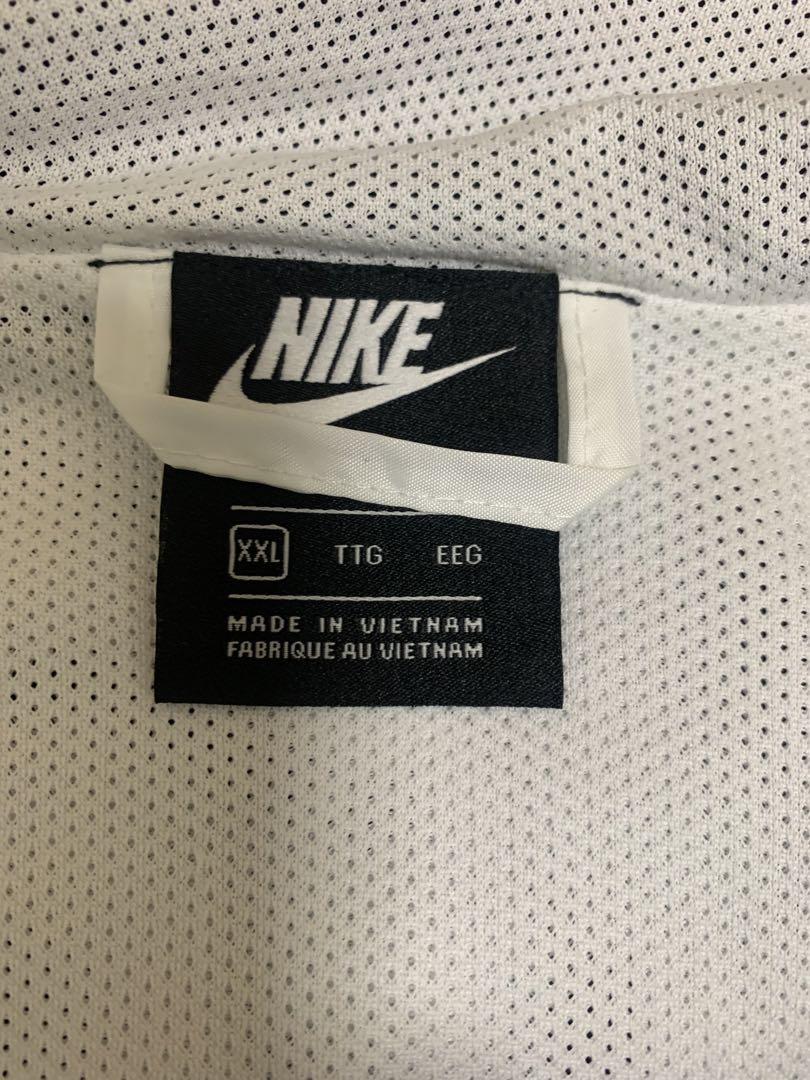 NIKE
XXL TTG EEG
MADE IN VIETNAM
FABRIQUE AU VIETNAM